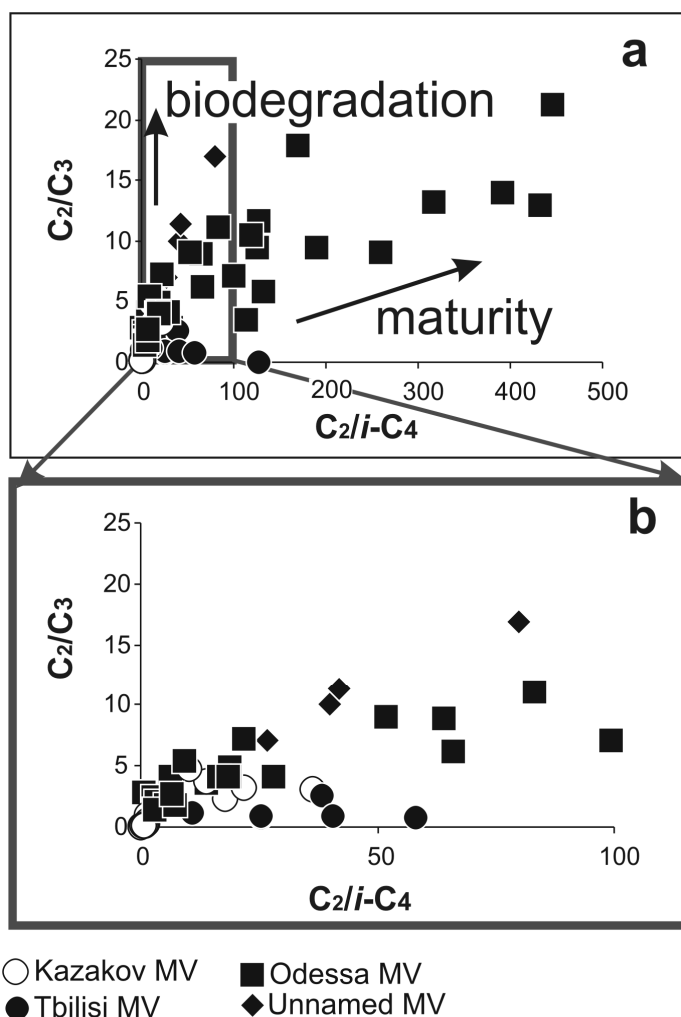 a
25
biodegradation
20
15
C2/C3
10
5
maturity
0
0 100 200 300 400 500
C2/i-C4
b
25
20
C2/C3
15
10
5
0
0 50 100
C2/i-C4
Kazakov MV Odessa MV
Tbilisi MV Unnamed MV